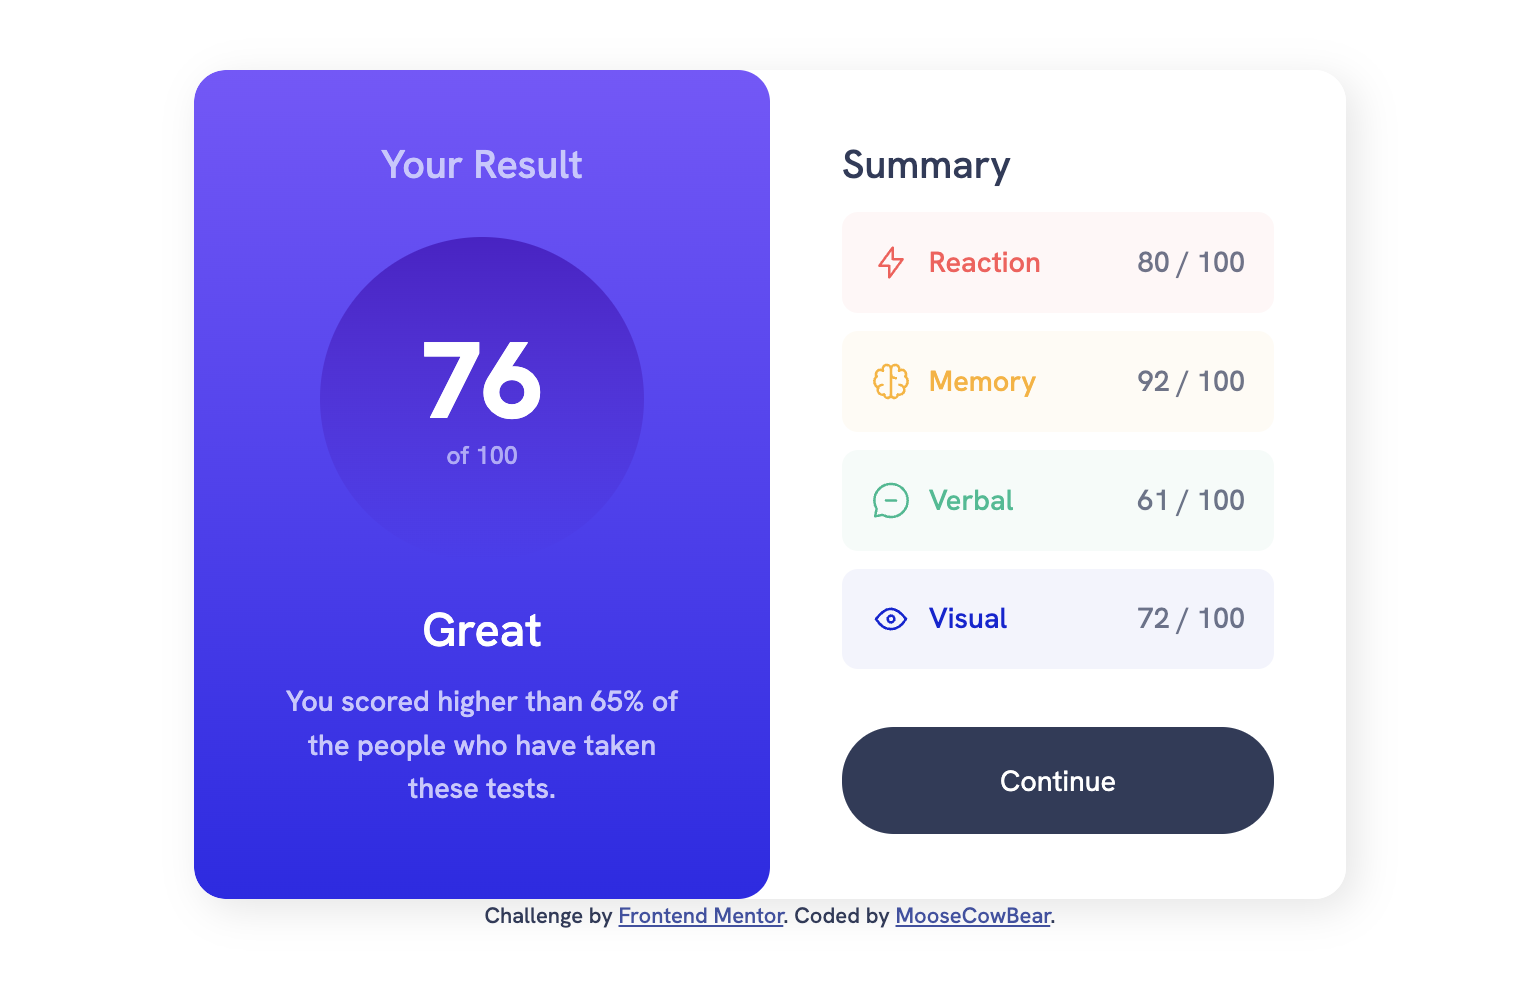 Your Result
76
of 100
Great
You scored higher than 65% of
the people who have taken
these tests.
Summary
Reaction 80 / 100
Memory 92 / 100
Verbal 61 / 100
Visual 72 / 100
Continue
Challenge by Frontend Mentor. Coded by MooseCowBear.